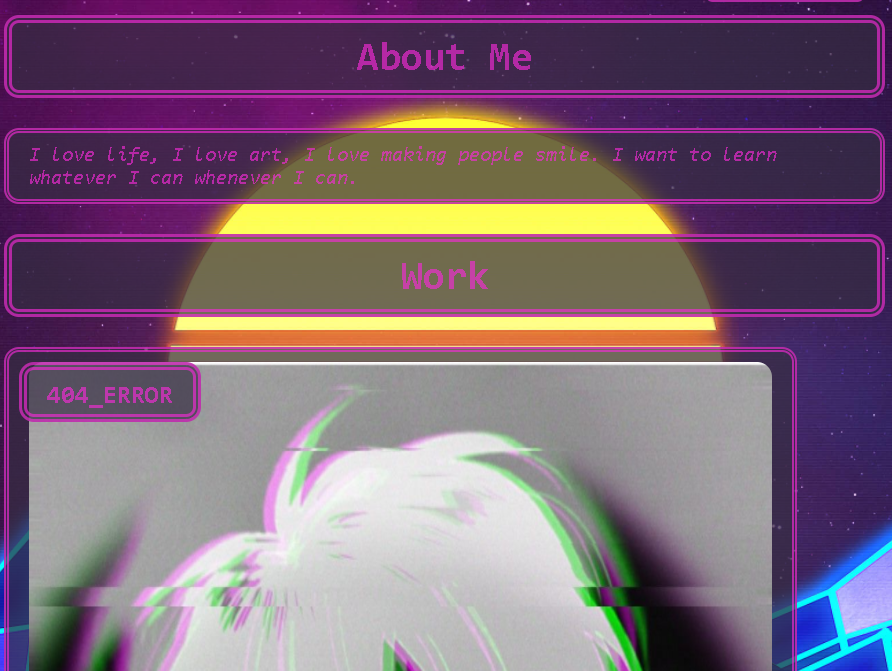 About Me
I love life, I love art, I love making people smile. I want to learn
whatever I can whenever I can.
Work
404_ERROR